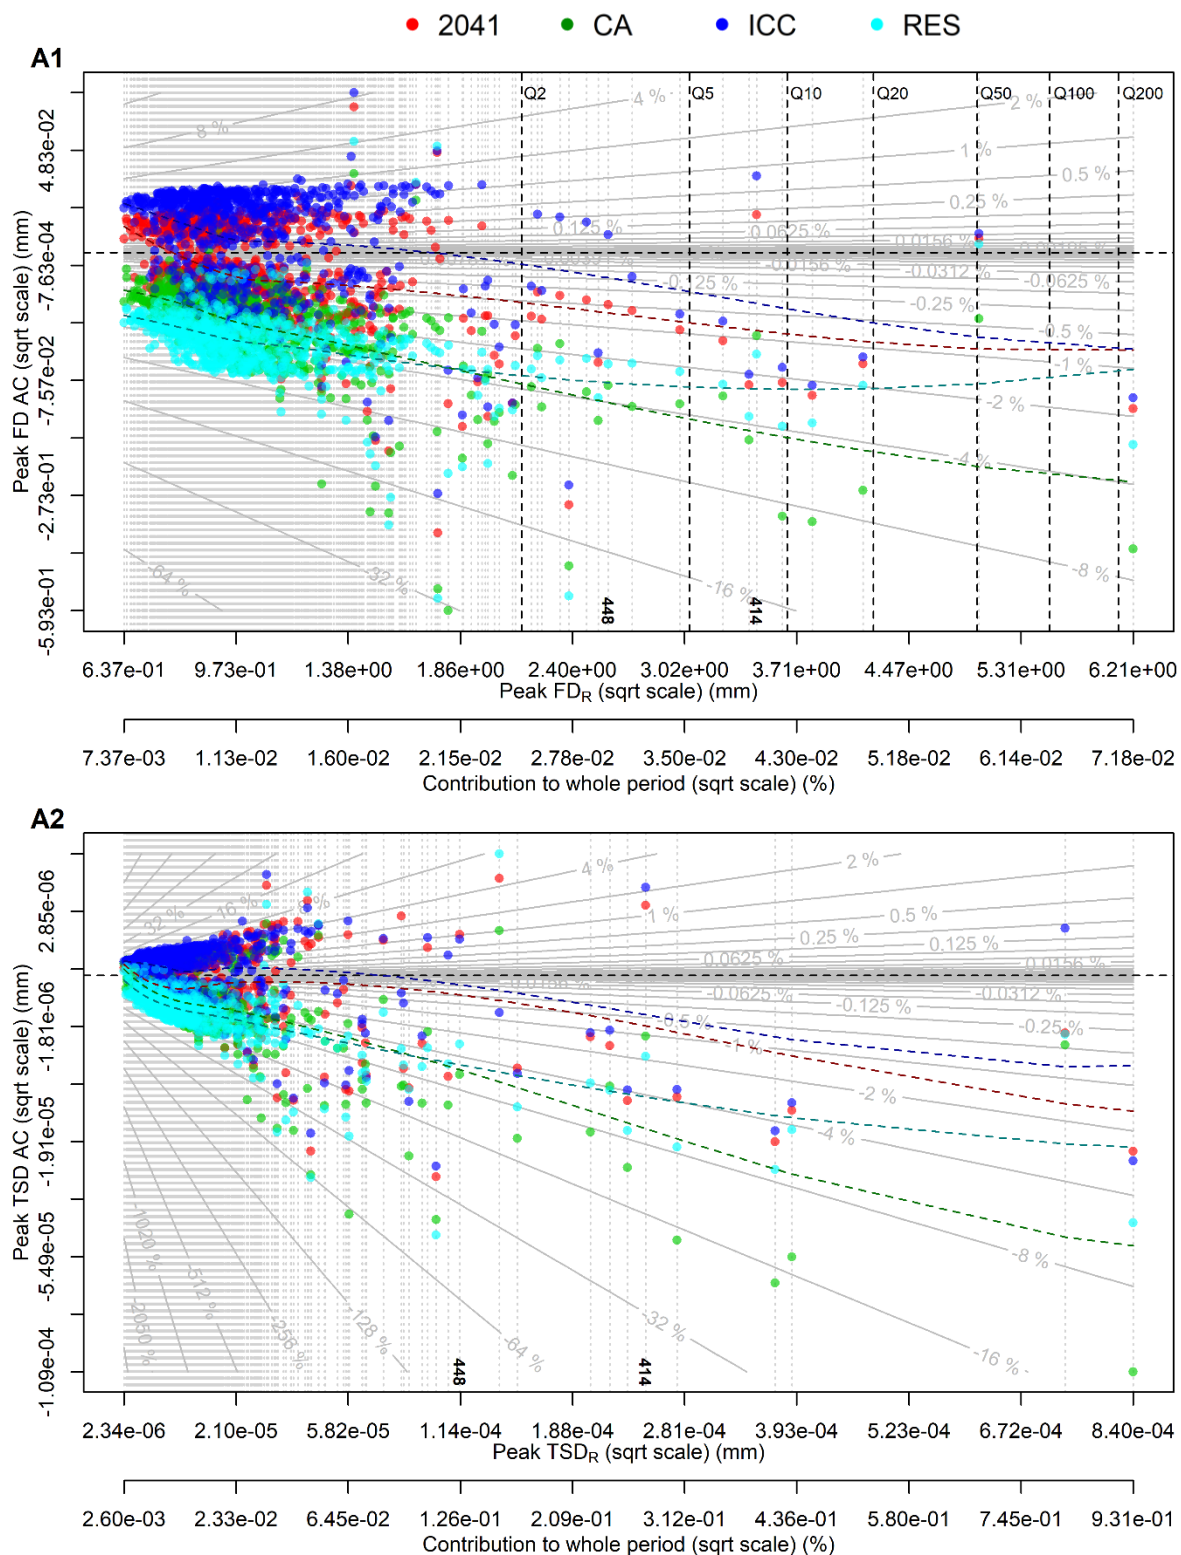 2041 CA ICC RES
A1
Q2 Q5 Q10 Q20 Q50 Q100 Q200
4 % 2 %
8 %
1 %
0.5 %
0.25 %
0.125 %
0.0625 %
0.0156 %
-0.0156 %
-0.0312 %
-0.0625 %
-0.125 %
-0.25 %
-0.5 %
-1 %
-2 %
-4 %
-8 %
-16 %
-32 %
-64 %
448 414
4.83e-02
-7.63e-04
-7.57e-02
-2.73e-01
-5.93e-01
Peak FD AC (sqrt scale) (mm)
6.37e-01 9.73e-01 1.38e+00 1.86e+00 2.40e+00 3.02e+00 3.71e+00 4.47e+00 5.31e+00 6.21e+00
Peak FDR (sqrt scale) (mm)
7.37e-03 1.13e-02 1.60e-02 2.15e-02 2.78e-02 3.50e-02 4.30e-02 5.18e-02 6.14e-02 7.18e-02
Contribution to whole period (sqrt scale) (%)
A2
32 %
16 %
4 %
2 %
1 %
0.5 %
0.25 %
0.125 %
0.0625 %
0.0156 %
-0.0312 %
-0.0625 %
-0.125 %
-0.25 %
-1 %
-2 %
-4 %
-8 %
-16 %
-32 %
-64 %
-128 %
-256 %
-512 %
-1020 %
-2050 %
448 414
2.85e-06
-1.81e-06
-1.91e-05
-5.49e-05
-1.09e-04
Peak TSD AC (sqrt scale) (mm)
2.34e-06 2.10e-05 5.82e-05 1.14e-04 1.88e-04 2.81e-04 3.93e-04 5.23e-04 6.72e-04 8.40e-04
Peak TSDR (sqrt scale) (mm)
2.60e-03 2.33e-02 6.45e-02 1.26e-01 2.09e-01 3.12e-01 4.36e-01 5.80e-01 7.45e-01 9.31e-01
Contribution to whole period (sqrt scale) (%)